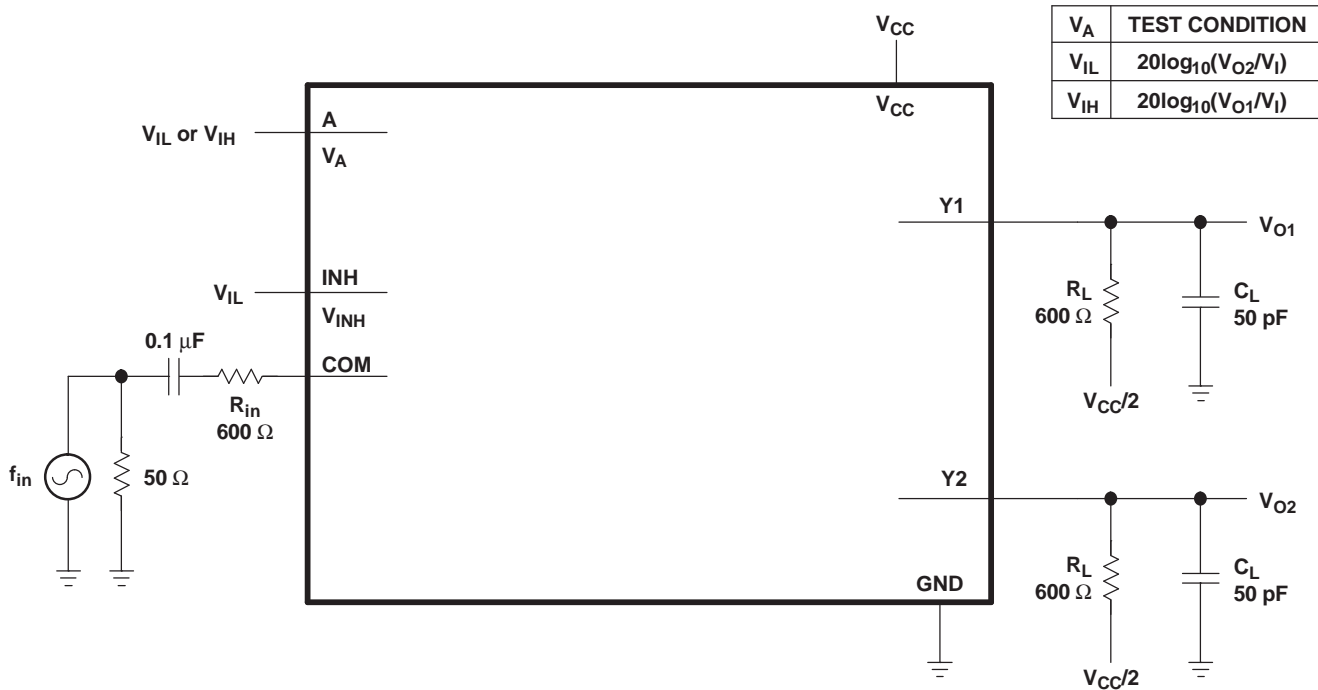 V_CC
V_A TEST CONDITION
V_IL 20log_10(V_O2/V_I)
V_IH 20log_10(V_O1/V_I)
V_CC
V_IL or V_IH
A
V_A
Y1
V_O1
INH
V_IL
V_INH
R_L
600 Ω
C_L
50 pF
0.1 μF
COM
R_in
600 Ω
V_CC/2
f_in
50 Ω
Y2
V_O2
GND
R_L
600 Ω
C_L
50 pF
V_CC/2